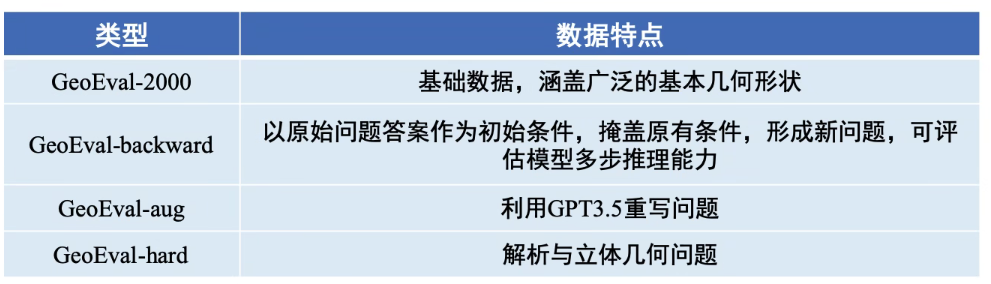 类型 数据特点
GeoEval-2000 基础数据，涵盖广泛的基本几何形状
GeoEval-backward 以原始问题答案作为初始条件，掩盖原有条件，形成新问题，可评
估模型多步推理能力
GeoEval-aug 利用GPT3.5重写问题
GeoEval-hard 解析与立体几何问题